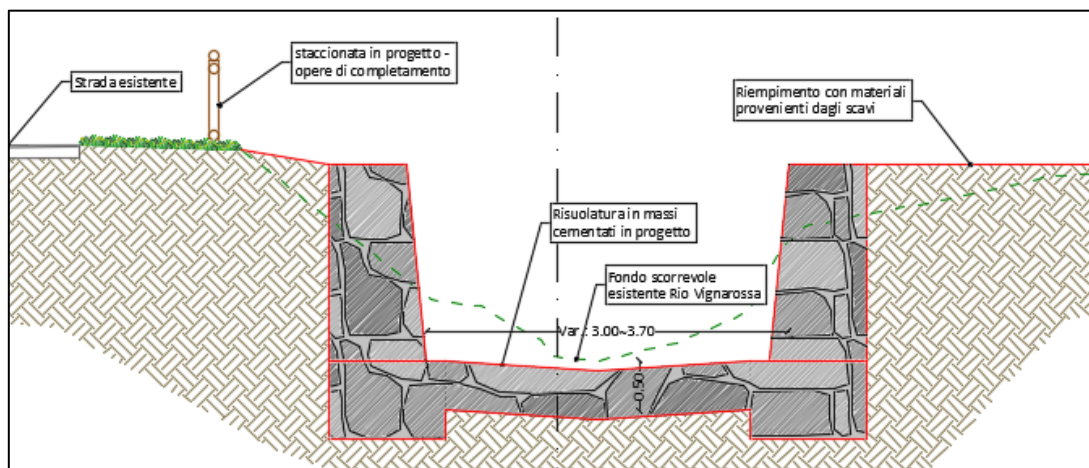 staccionata in progetto -
opere di completamento
Strada esistente
Riempimento con materiali
provenienti dagli scavi
Risuolatura in massi
cementati in progetto
Fondo scorrevole
esistente Rio Vignarossa
Var.: 3.00~3.70
0.50